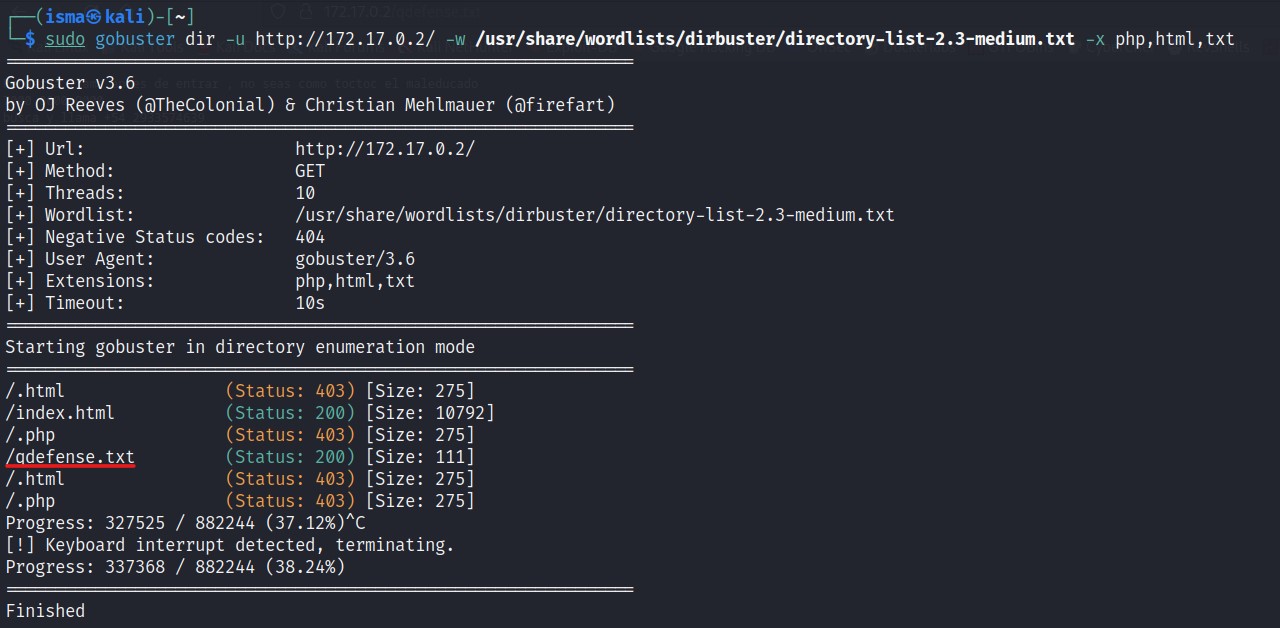 ┌──(isma㉿kali)-[~]
└─$ sudo gobuster dir -u http://172.17.0.2/ -w /usr/share/wordlists/dirbuster/directory-list-2.3-medium.txt -x php,html,txt
===============================================================
Gobuster v3.6
by OJ Reeves (@TheColonial) & Christian Mehlmauer (@firefart)
===============================================================
[+] Url:                     http://172.17.0.2/
[+] Method:                  GET
[+] Threads:                 10
[+] Wordlist:                /usr/share/wordlists/dirbuster/directory-list-2.3-medium.txt
[+] Negative Status codes:   404
[+] User Agent:              gobuster/3.6
[+] Extensions:              php,html,txt
[+] Timeout:                 10s
===============================================================
Starting gobuster in directory enumeration mode
===============================================================
/.html                (Status: 403) [Size: 275]
/index.html           (Status: 200) [Size: 10792]
/.php                 (Status: 403) [Size: 275]
/qdefense.txt         (Status: 200) [Size: 111]
/.html                (Status: 403) [Size: 275]
/.php                 (Status: 403) [Size: 275]
Progress: 327525 / 882244 (37.12%)^C
[!] Keyboard interrupt detected, terminating.
Progress: 337368 / 882244 (38.24%)
===============================================================
Finished